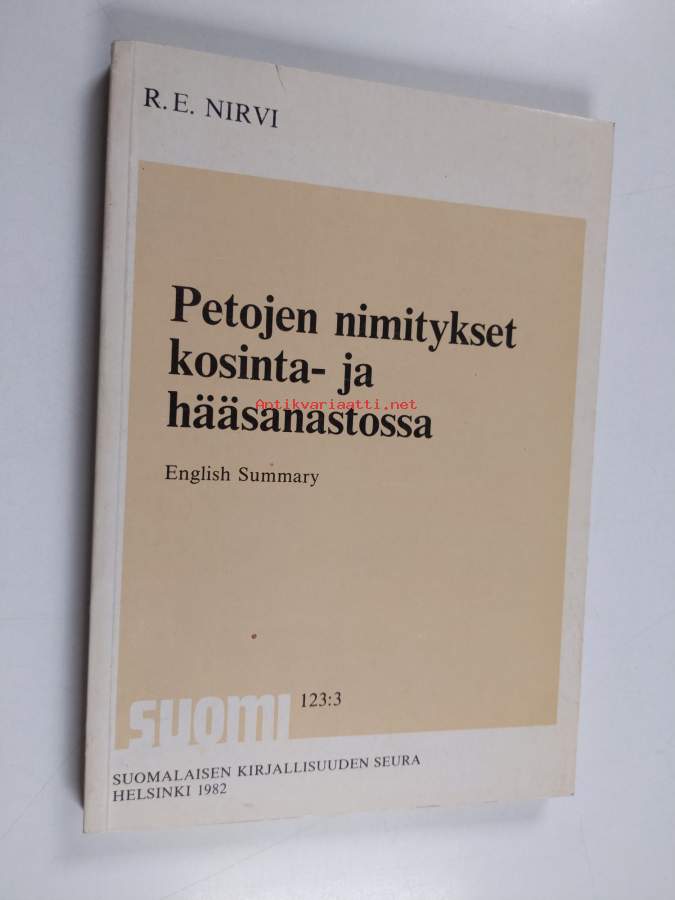 R. E. NIRVI
Petojen nimitykset
kosinta- ja
Antikvariaatti.net
hääsanastossa
English Summary
suomi 123:3
SUOMALAISEN KIRJALLISUUDEN SEURA
HELSINKI 1982